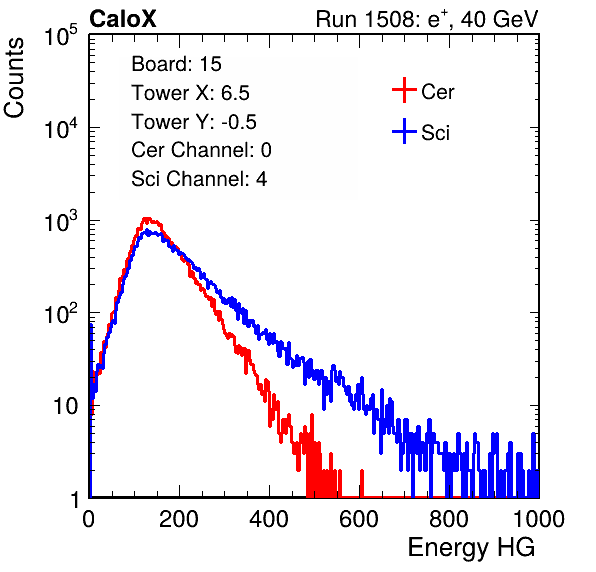 CaloX Run 1508: e⁺, 40 GeV
Counts
Board: 15
Tower X: 6.5
Tower Y: -0.5
Cer Channel: 0
Sci Channel: 4
Cer
Sci
10⁵
10⁴
10³
10²
10
1
0 200 400 600 800 1000
Energy HG